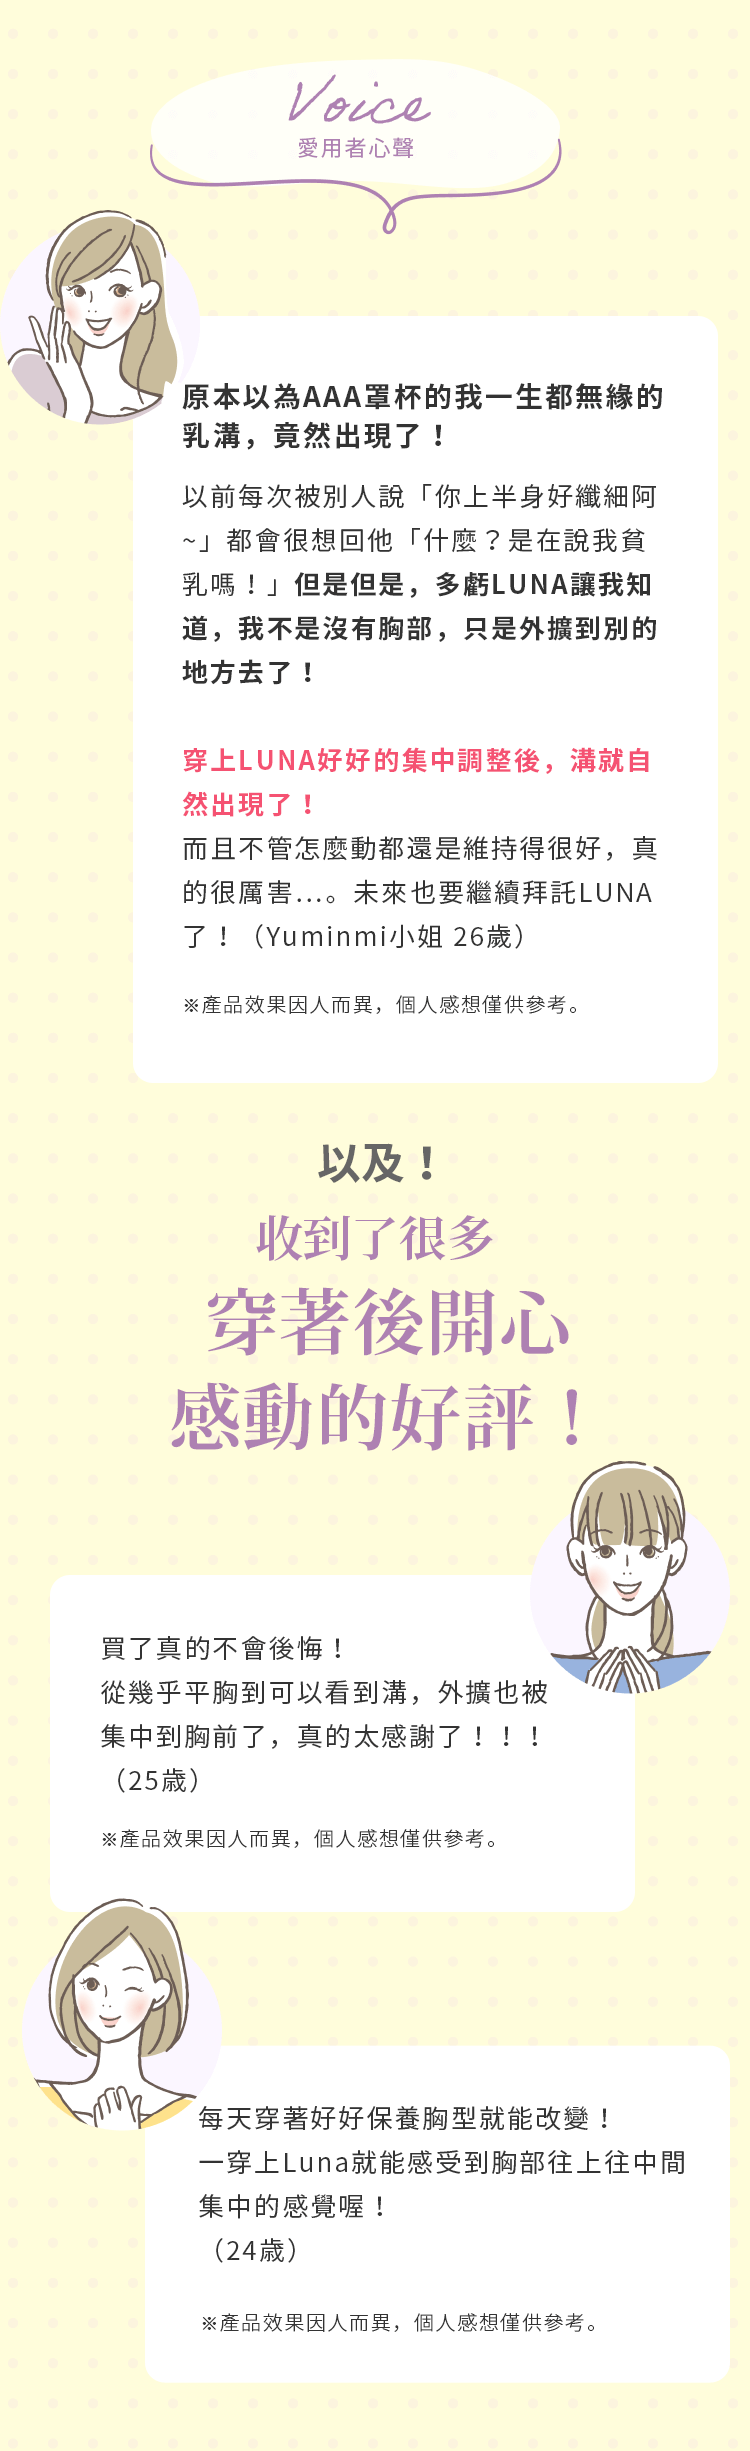 Voice
愛用者心聲
原本以為AAA罩杯的我一生都無緣的
乳溝，竟然出現了！
以前每次被別人說「你上半身好纖細阿
~」都會很想回他「什麼？是在說我貧
乳嗎！」但是但是，多虧LUNA讓我知
道，我不是沒有胸部，只是外擴到別的
地方去了！
穿上LUNA好好的集中調整後，溝就自
然出現了！
而且不管怎麼動都還是維持得很好，真
的很厲害...。未來也要繼續拜託LUNA
了！（Yuminmi小姐 26歲）
※產品效果因人而異，個人感想僅供參考。
以及！
收到了很多
穿著後開心
感動的好評！
買了真的不會後悔！
從幾乎平胸到可以看到溝，外擴也被
集中到胸前了，真的太感謝了！！！
（25歳）
※產品效果因人而異，個人感想僅供參考。
每天穿著好好保養胸型就能改變！
一穿上Luna就能感受到胸部往上往中間
集中的感覺喔！
（24歳）
※產品效果因人而異，個人感想僅供參考。